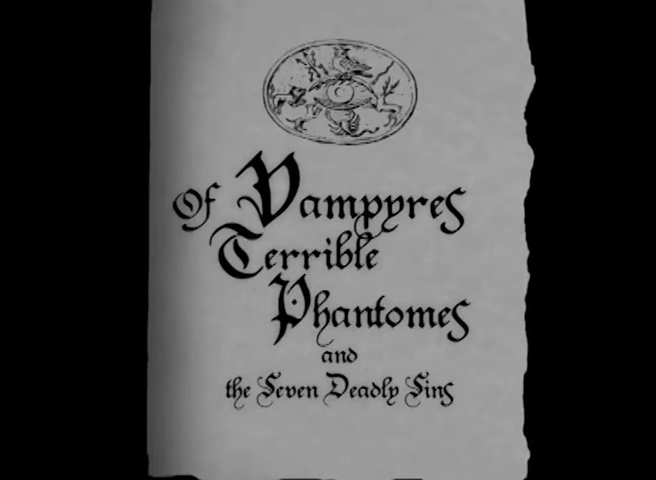 Of Vampyres
Terrible
Phantomes
and
the Seven Deadly Sins